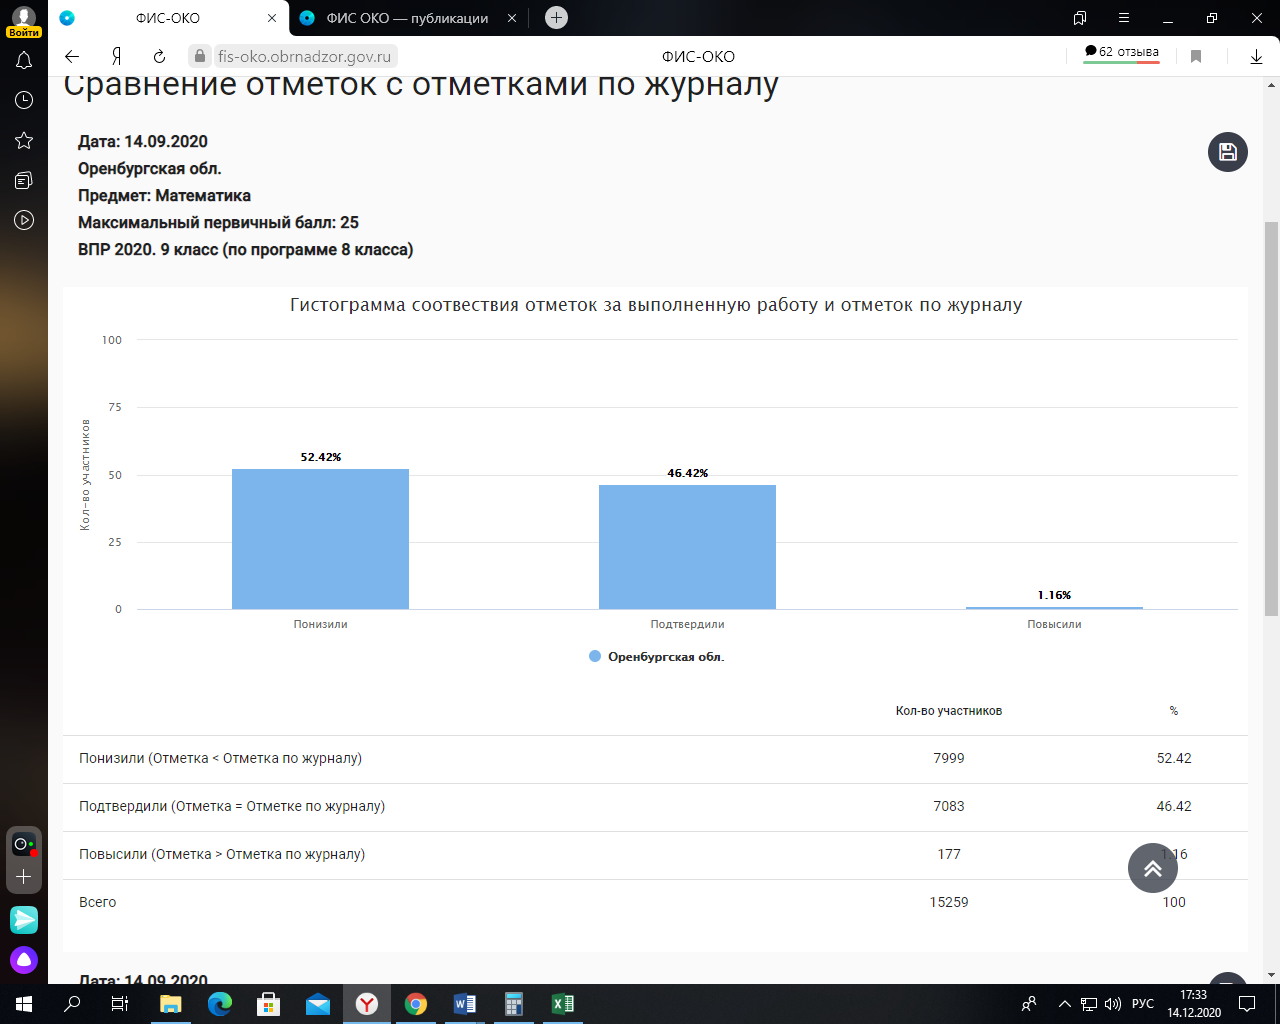 ФИС-ОКО
ФИС ОКО — публикации
Войти
fis-oko.obrnadzor.gov.ru
ФИС-ОКО
62 отзыва
Сравнение отметок с отметками по журналу
Дата: 14.09.2020
Оренбургская обл.
Предмет: Математика
Максимальный первичный балл: 25
ВПР 2020. 9 класс (по программе 8 класса)
Гистограмма соотвествия отметок за выполненную работу и отметок по журналу
Кол-во участников
100
75
50
25
0
52.42%
46.42%
1.16%
Понизили
Подтвердили
Повысили
Оренбургская обл.
Кол-во участников %
Понизили (Отметка < Отметка по журналу) 7999 52.42
Подтвердили (Отметка = Отметке по журналу) 7083 46.42
Повысили (Отметка > Отметка по журналу) 177 1.16
Всего 15259 100
Дата: 14.09.2020
РУС
17:33
14.12.2020